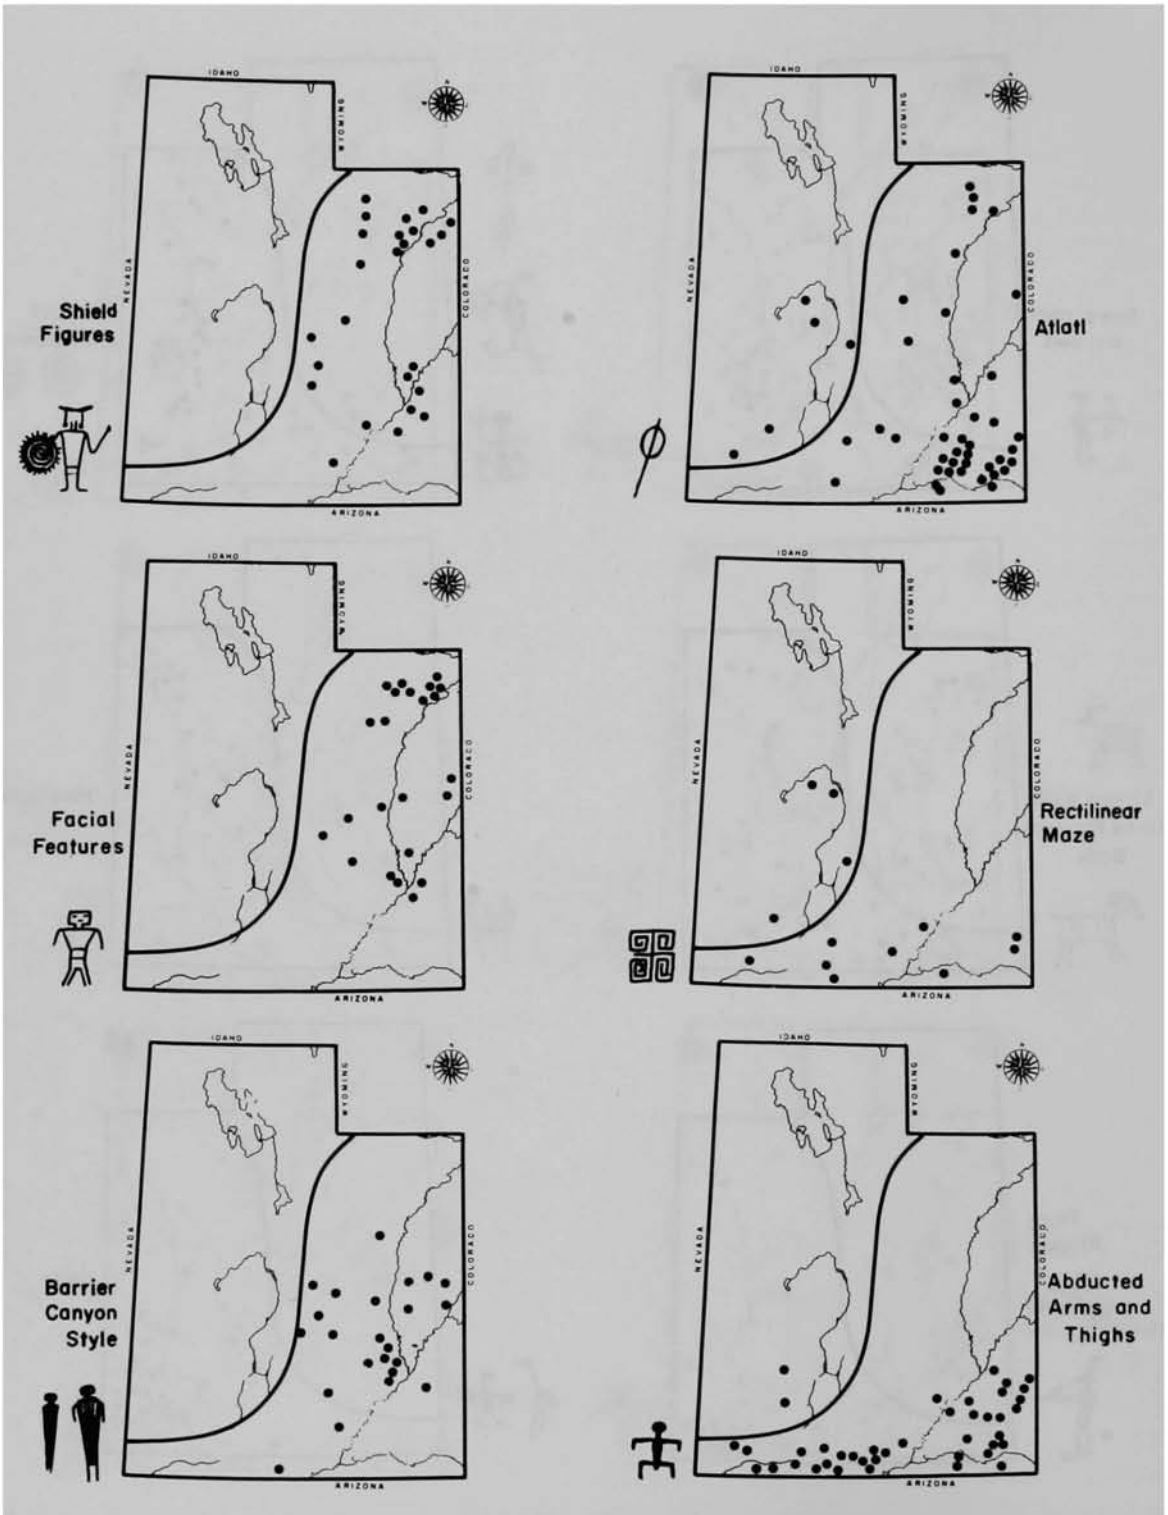 IDAHO
WYOMING
NEVADA
COLORADO
Shield
Figures
ARIZONA
IDAHO
WYOMING
NEVADA
COLORADO
Atlatl
ARIZONA
IDAHO
WYOMING
NEVADA
COLORADO
Facial
Features
ARIZONA
IDAHO
WYOMING
NEVADA
COLORADO
Rectilinear
Maze
ARIZONA
IDAHO
WYOMING
NEVADA
COLORADO
Barrier
Canyon
Style
ARIZONA
IDAHO
WYOMING
NEVADA
COLORADO
Abducted
Arms and
Thighs
ARIZONA